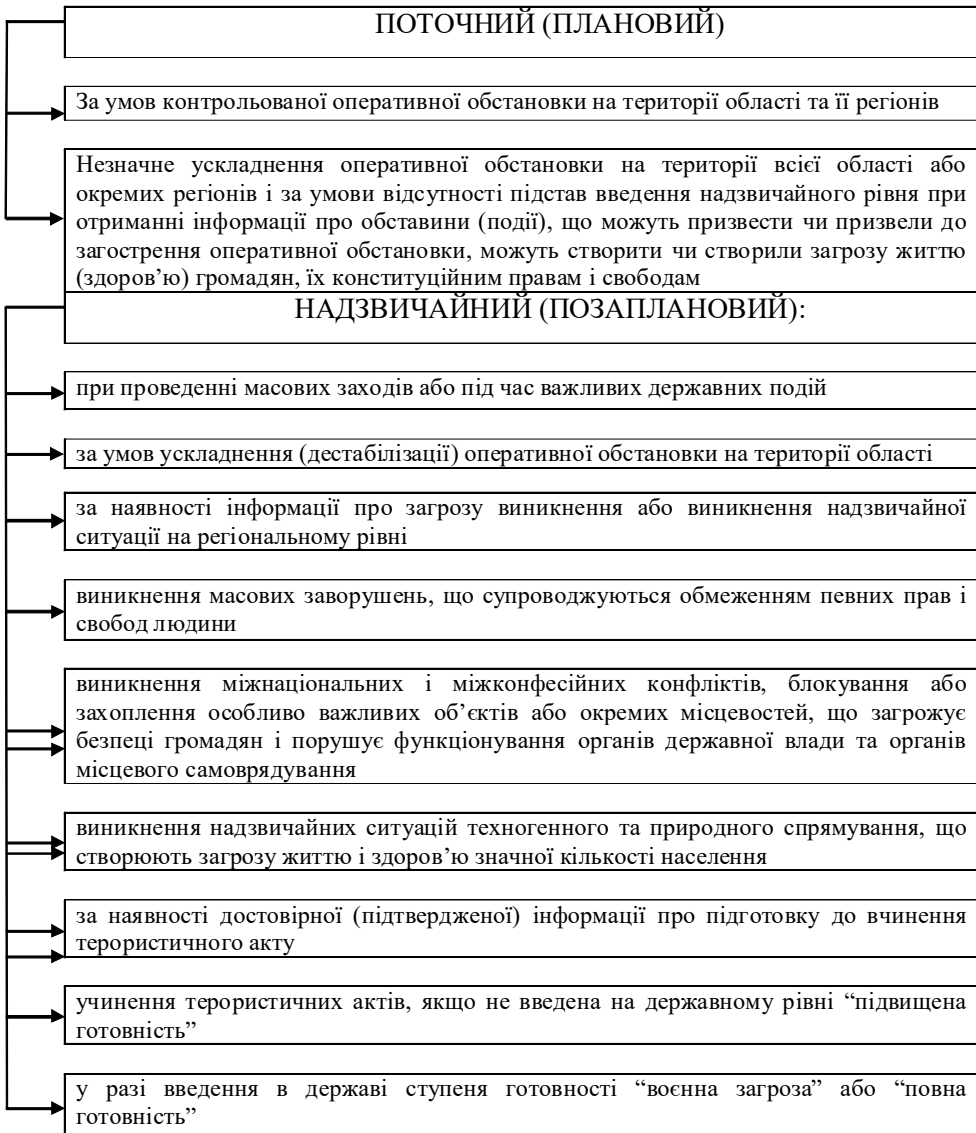 ПОТОЧНИЙ (ПЛАНОВИЙ)
За умов контрольованої оперативної обстановки на території області та її регіонів
Незначне ускладнення оперативної обстановки на території всієї області або
окремих регіонів і за умови відсутності підстав введення надзвичайного рівня при
отриманні інформації про обставини (події), що можуть призвести чи призвели до
загострення оперативної обстановки, можуть створити чи створили загрозу життю
(здоров’ю) громадян, їх конституційним правам і свободам
НАДЗВИЧАЙНИЙ (ПОЗАПЛАНОВИЙ):
при проведенні масових заходів або під час важливих державних подій
за умов ускладнення (дестабілізації) оперативної обстановки на території області
за наявності інформації про загрозу виникнення або виникнення надзвичайної
ситуації на регіональному рівні
виникнення масових заворушень, що супроводжуються обмеженням певних прав і
свобод людини
виникнення міжнаціональних і міжконфесійних конфліктів, блокування або
захоплення особливо важливих об’єктів або окремих місцевостей, що загрожує
безпеці громадян і порушує функціонування органів державної влади та органів
місцевого самоврядування
виникнення надзвичайних ситуацій техногенного та природного спрямування, що
створюють загрозу життю і здоров’ю значної кількості населення
за наявності достовірної (підтвердженої) інформації про підготовку до вчинення
терористичного акту
учинення терористичних актів, якщо не введена на державному рівні “підвищена
готовність”
у разі введення в державі ступеня готовності “воєнна загроза” або “повна
готовність”